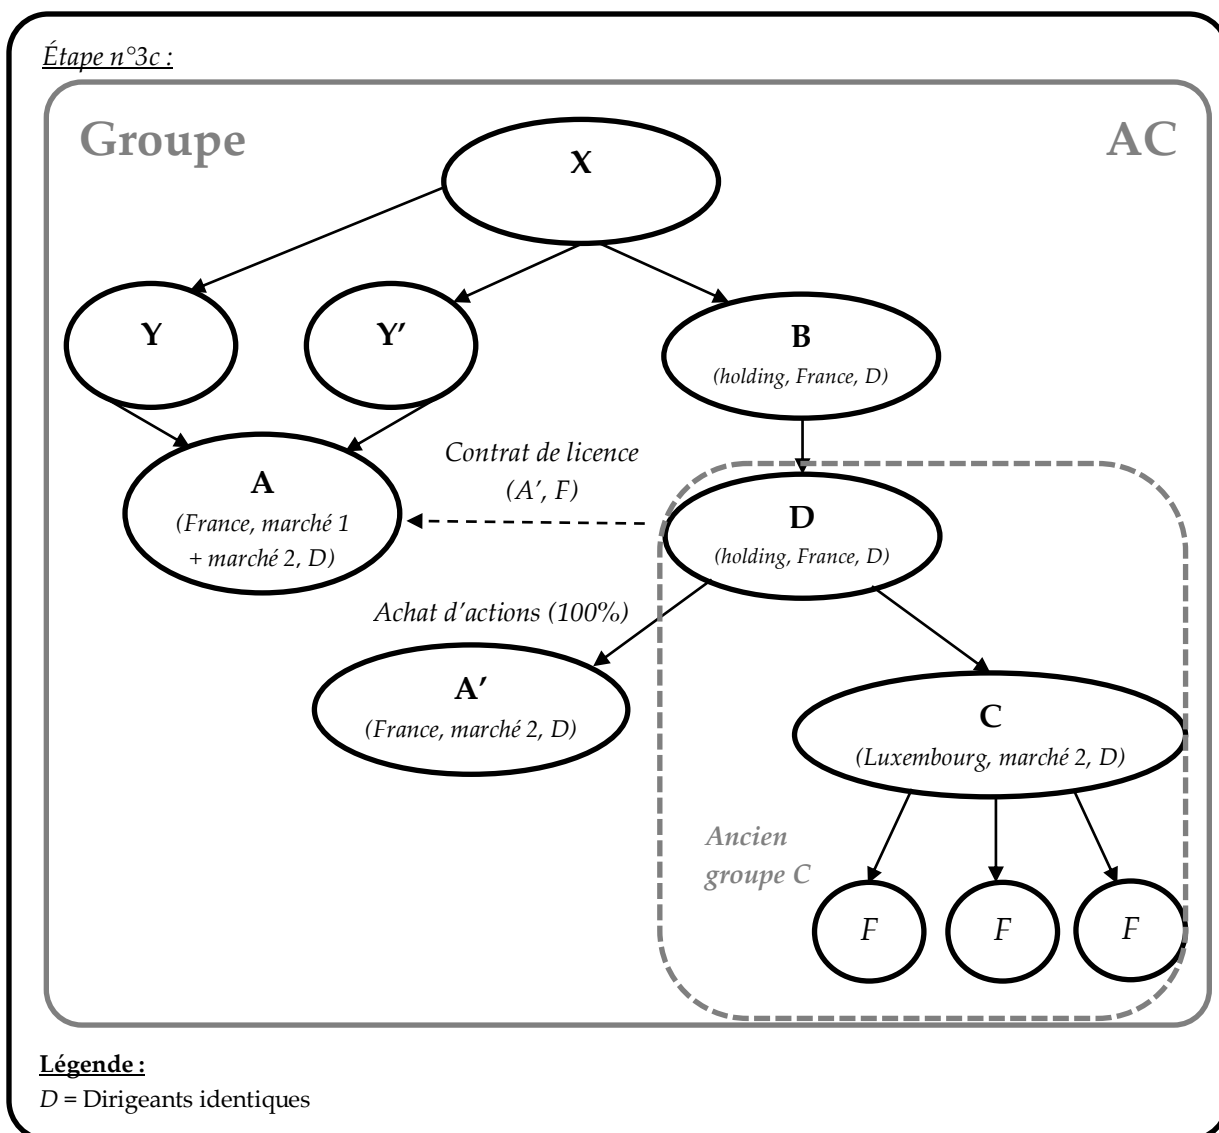 Étape n°3c :
Groupe
AC
X
Y
Y’
B
(holding, France, D)
A
(France, marché 1
+ marché 2, D)
Contrat de licence
(A’, F)
D
(holding, France, D)
Achat d’actions (100%)
A’
(France, marché 2, D)
C
(Luxembourg, marché 2, D)
Ancien
groupe C
F
F
F
Légende :
D = Dirigeants identiques